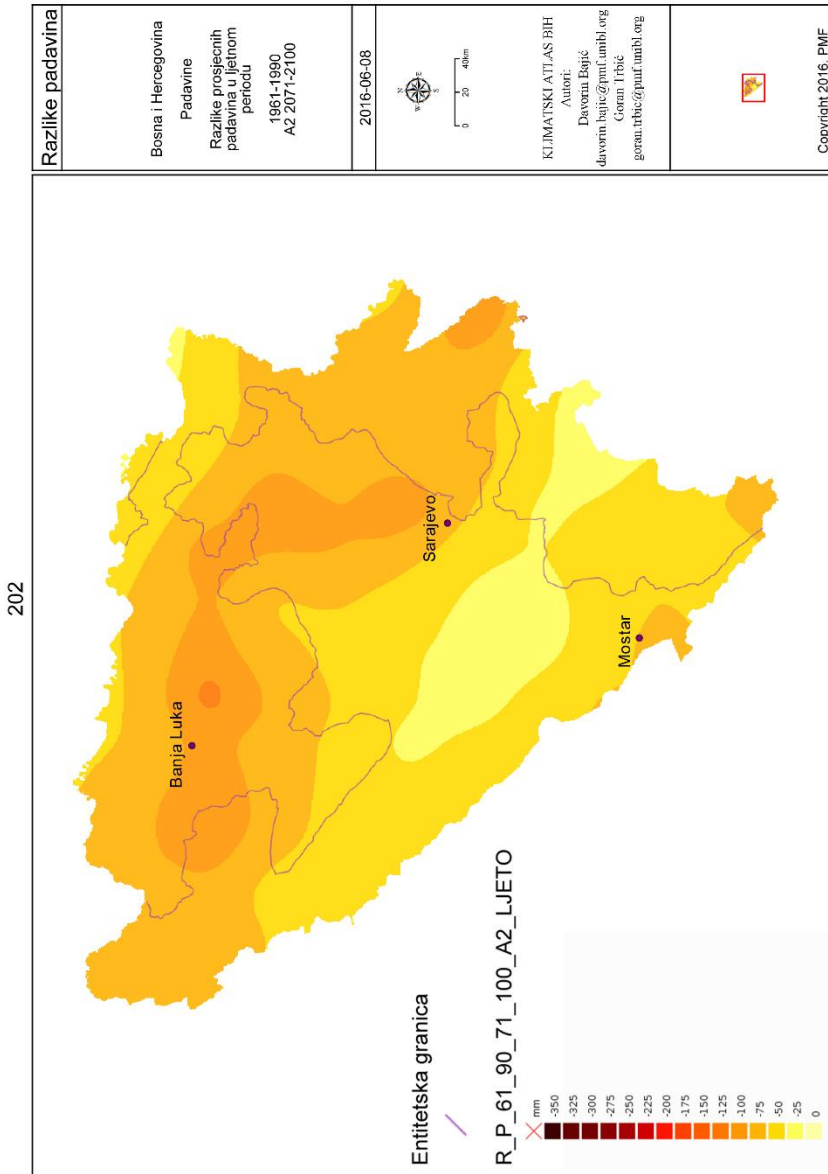 202
Razlike padavina
Bosna i Hercegovina
Padavine
Razlike prosjecnih
padavina u ljetnom
periodu
1961-1990
A2 2071-2100
2016-06-08
N
W
E
S
0 20 40km
KLIMATSKI ATLAS BIH
Autori:
Davorin Bajić
davorin.bajic@pmf.unibl.org
Goran Trbić
goran.trbic@pmf.unibl.org
Copyright 2016. PMF
Banja Luka
Sarajevo
Mostar
Entitetska granica
R_P_61_90_71_100_A2_LJETO
mm
-350
-325
-300
-275
-250
-225
-200
-175
-150
-125
-100
-75
-50
-25
0